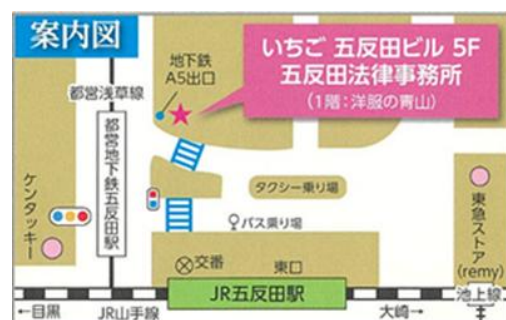 案内図
いちご 五反田ビル 5F
五反田法律事務所
(1階:洋服の青山)
地下鉄
A5出口
都営浅草線
都営地下鉄五反田駅
ケンタッキー
タクシー乗り場
バス乗り場
東急ストア
(remy)
交番
東口
JR五反田駅
←目黒
JR山手線
大崎→
池上線